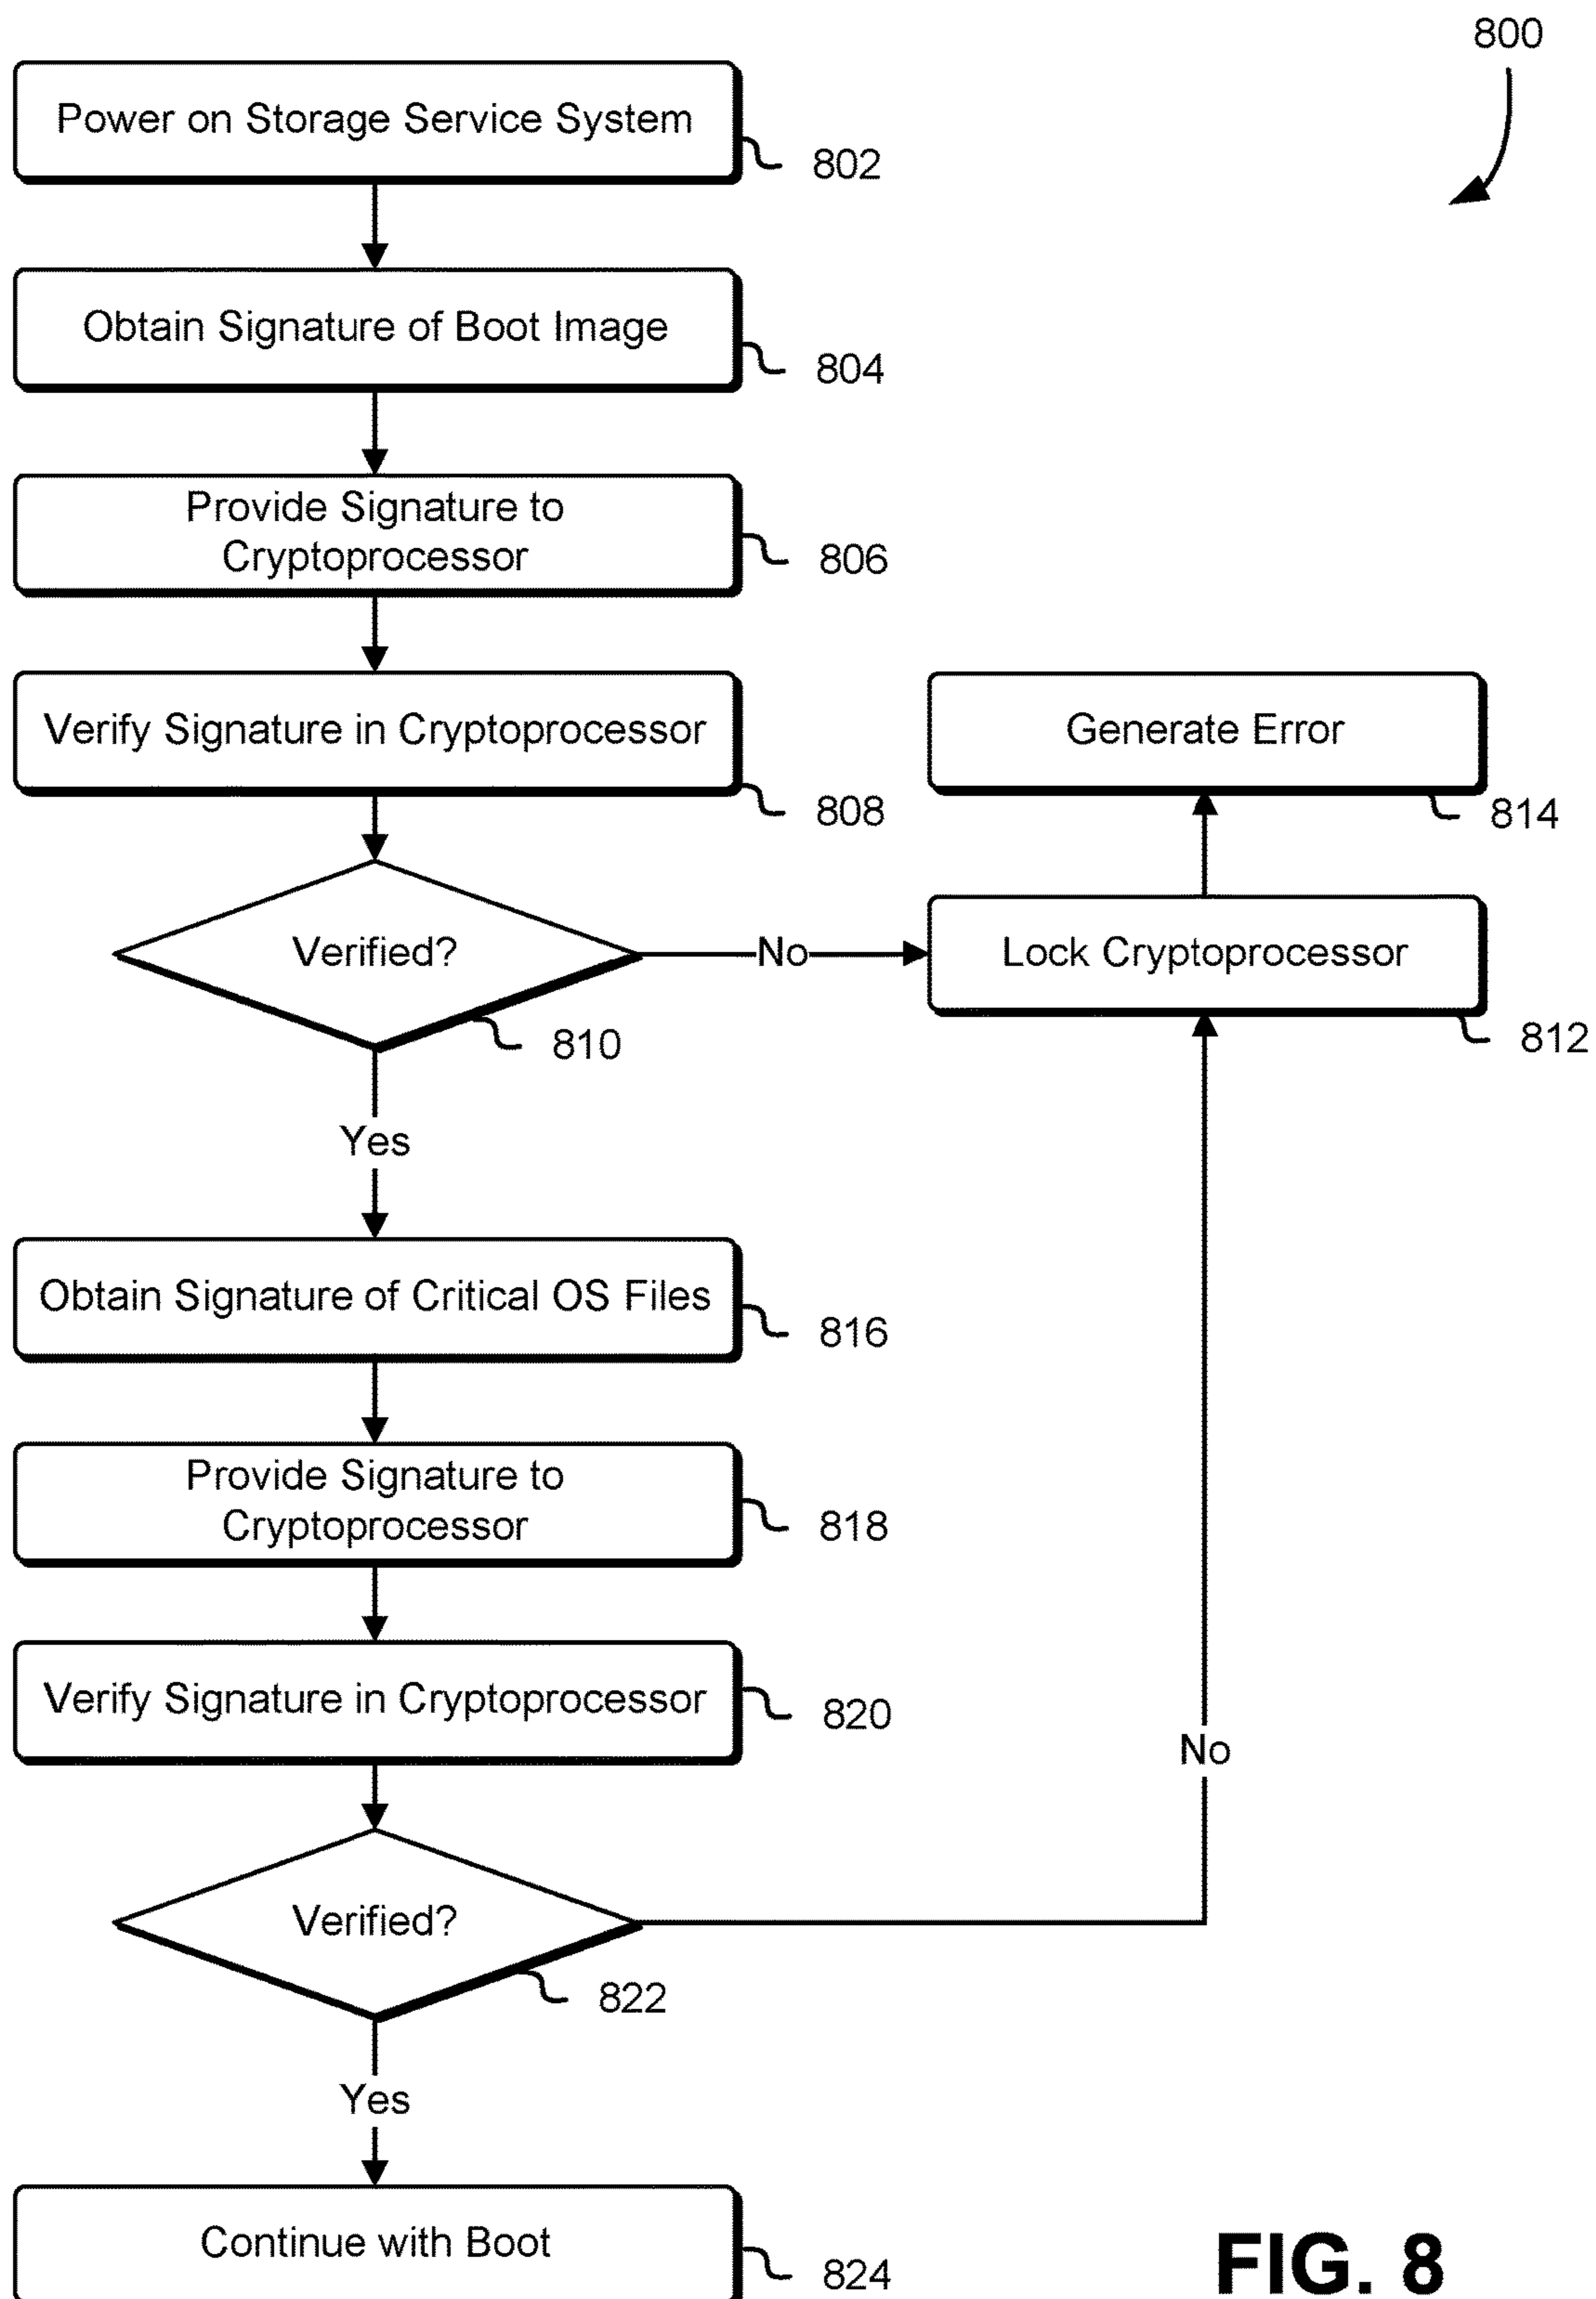 800
Power on Storage Service System
802
Obtain Signature of Boot Image
804
Provide Signature to
Cryptoprocessor
806
Verify Signature in Cryptoprocessor
808
Generate Error
814
Verified?
No
Lock Cryptoprocessor
810
812
Yes
Obtain Signature of Critical OS Files
816
Provide Signature to
Cryptoprocessor
818
Verify Signature in Cryptoprocessor
820
No
Verified?
822
Yes
Continue with Boot
824
FIG. 8